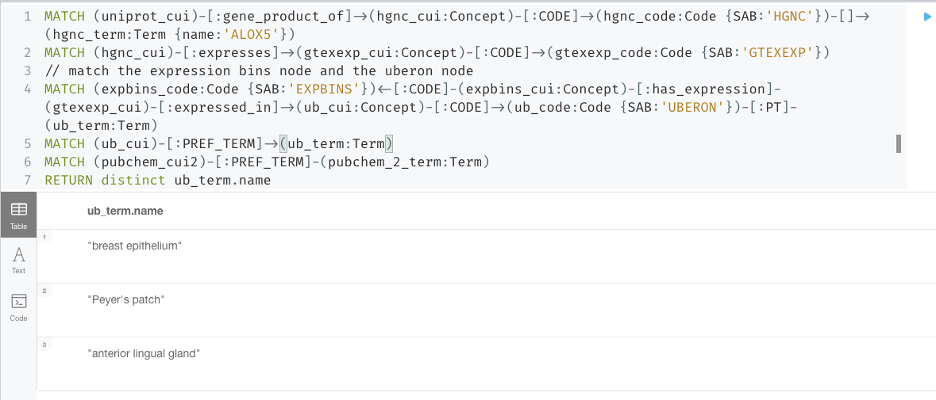 1 MATCH (uniprot_cui)-[:gene_product_of]→(hgnc_cui:Concept)-[:CODE]→(hgnc_code:Code {SAB:'HGNC'})-[]→
(hgnc_term:Term {name:'ALOX5'})
2 MATCH (hgnc_cui)-[:expresses]→(gtexexp_cui:Concept)-[:CODE]→(gtexexp_code:Code {SAB:'GTEXEXP'})
3 // match the expression bins node and the uberon node
4 MATCH (expbins_code:Code {SAB:'EXPBINS'})←[:CODE]-(expbins_cui:Concept)-[:has_expression]-
(gtexexp_cui)-[:expressed_in]→(ub_cui:Concept)-[:CODE]→(ub_code:Code {SAB:'UBERON'})-[:PT]-
(ub_term:Term)
5 MATCH (ub_cui)-[:PREF_TERM]→(ub_term:Term)
6 MATCH (pubchem_cui2)-[:PREF_TERM]-(pubchem_2_term:Term)
7 RETURN distinct ub_term.name
Table
Text
Code
ub_term.name
1 "breast epithelium"
2 "Peyer's patch"
3 "anterior lingual gland"